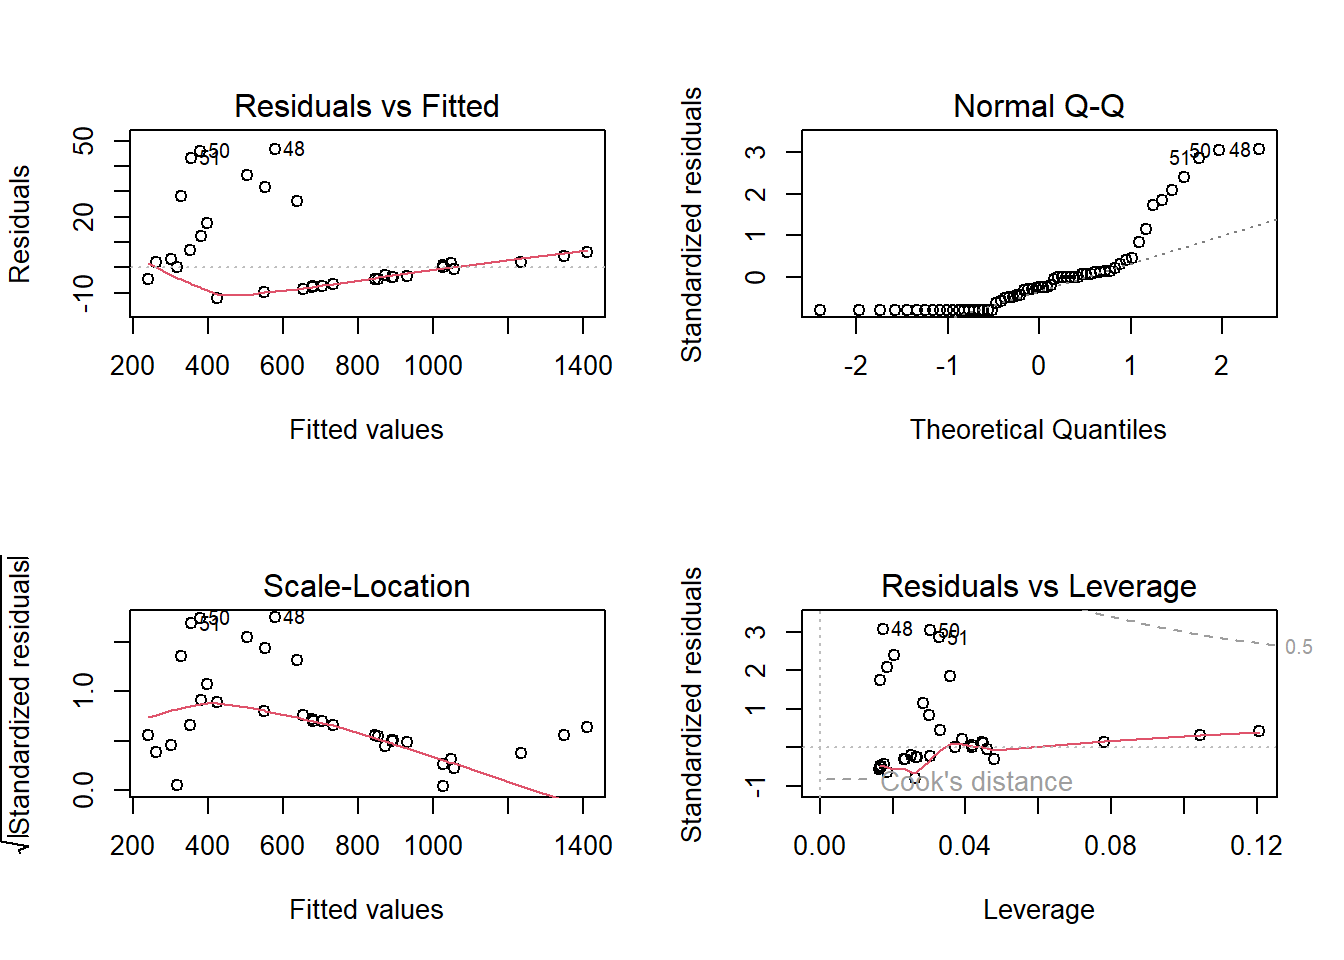 Residuals vs Fitted
Residuals
50
20
-10
50
51
48
200 400 600 800 1000 1400
Fitted values
Normal Q-Q
Standardized residuals
3
2
1
0
51
50
48
-2 -1 0 1 2
Theoretical Quantiles
Scale-Location
√|Standardized residuals|
1.0
0.0
50
51
48
200 400 600 800 1000 1400
Fitted values
Residuals vs Leverage
Standardized residuals
3
2
1
-1
48
50
51
0.5
Cook's distance
0.00 0.04 0.08 0.12
Leverage